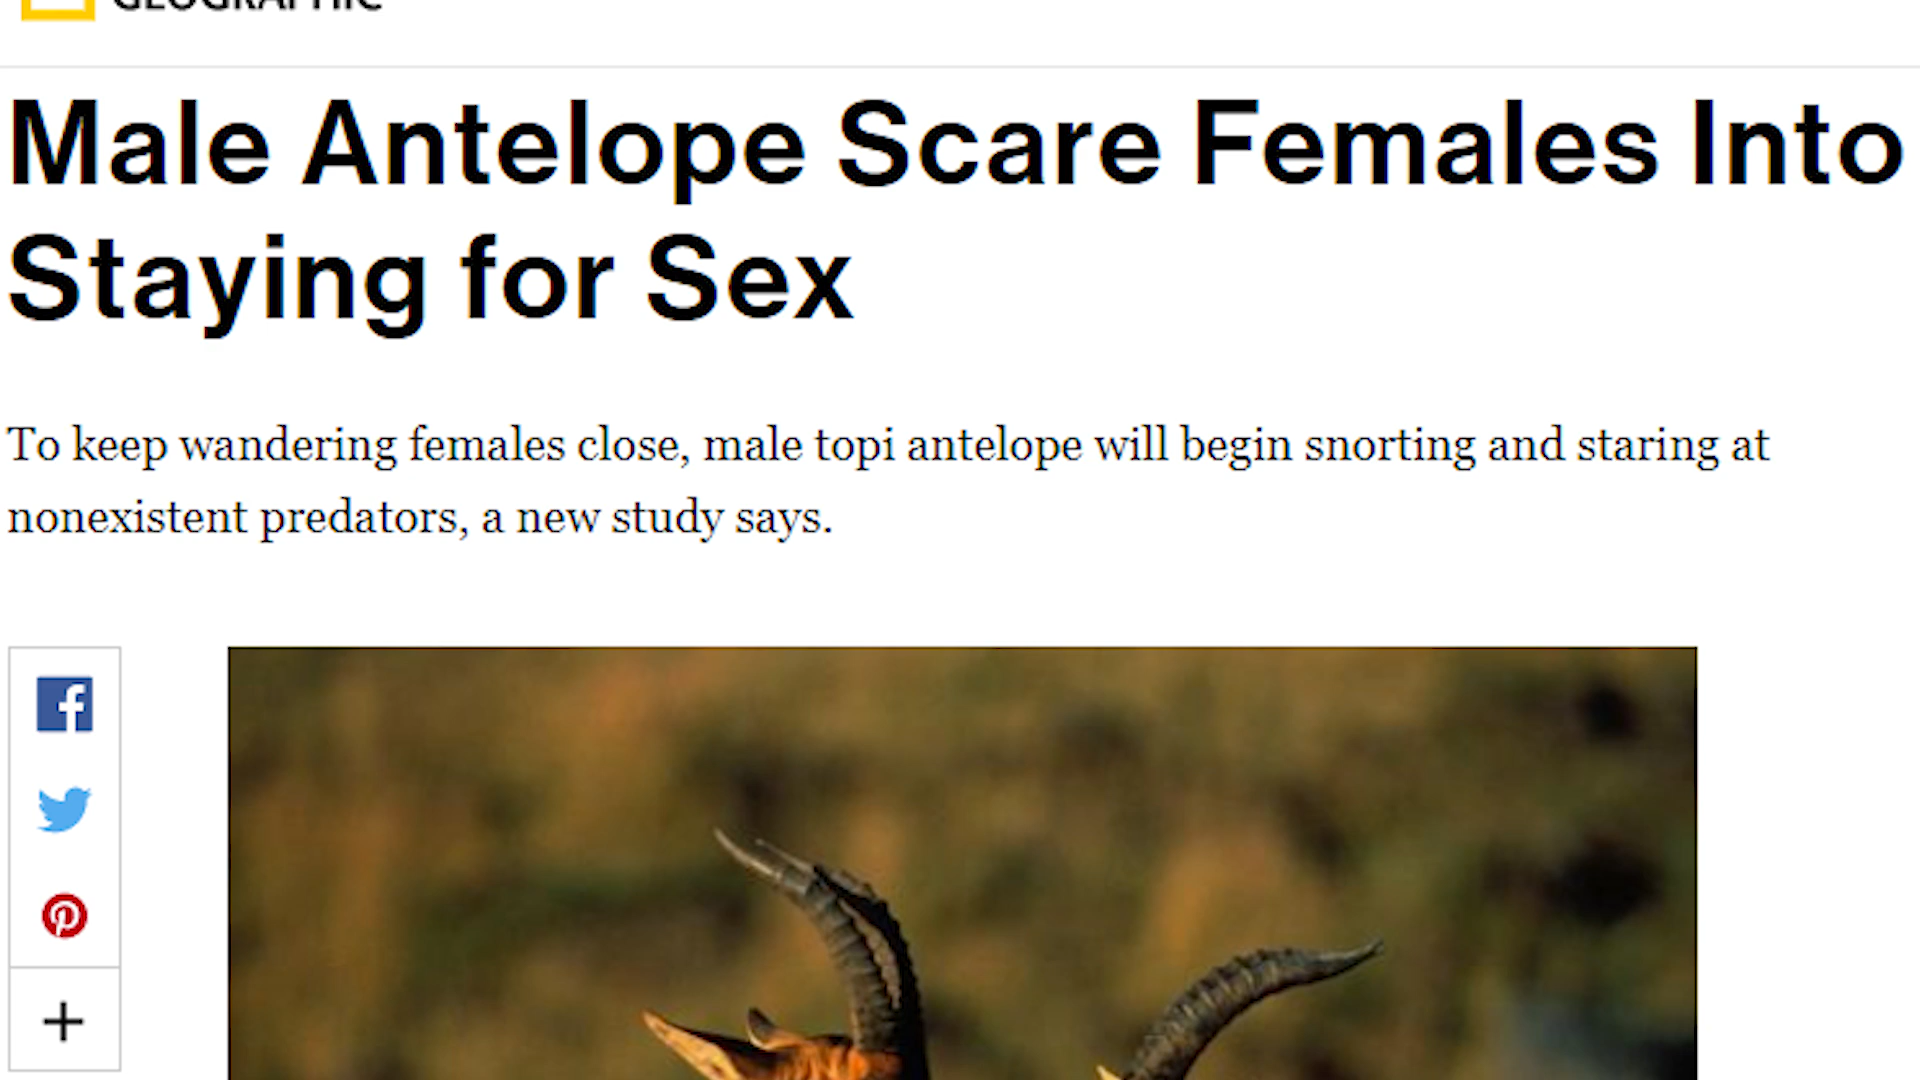 GEOGRAPHIC
Male Antelope Scare Females Into
Staying for Sex
To keep wandering females close, male topi antelope will begin snorting and staring at
nonexistent predators, a new study says.